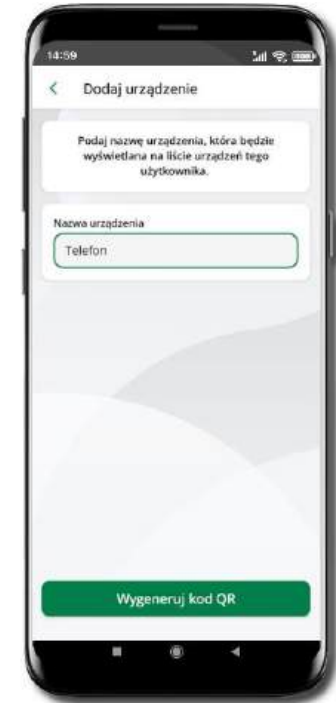 14:59
Dodaj urządzenie
Podaj nazwę urządzenia, która będzie
wyświetlana na liście urządzeń tego
użytkownika.
Nazwa urządzenia
Telefon
Wygeneruj kod QR